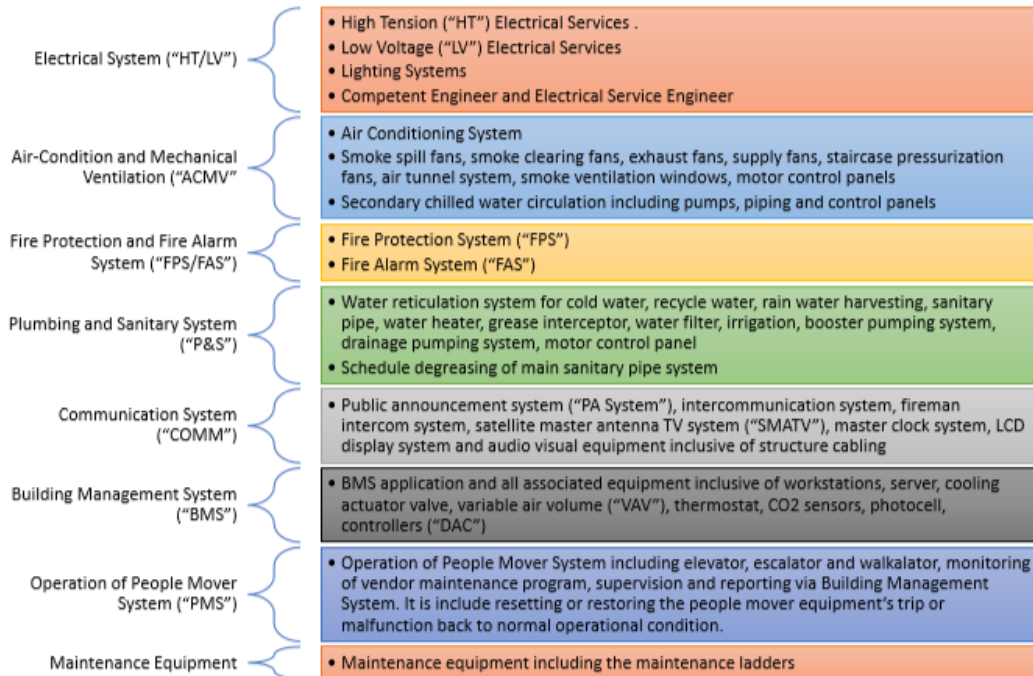 Electrical System (“HT/LV”)
• High Tension (“HT”) Electrical Services .
• Low Voltage (“LV”) Electrical Services
• Lighting Systems
• Competent Engineer and Electrical Service Engineer
Air-Condition and Mechanical
Ventilation (“ACMV”
• Air Conditioning System
• Smoke spill fans, smoke clearing fans, exhaust fans, supply fans, staircase pressurization
fans, air tunnel system, smoke ventilation windows, motor control panels
• Secondary chilled water circulation including pumps, piping and control panels
Fire Protection and Fire Alarm
System (“FPS/FAS”)
• Fire Protection System (“FPS”)
• Fire Alarm System (“FAS”)
Plumbing and Sanitary System
(“P&S”)
• Water reticulation system for cold water, recycle water, rain water harvesting, sanitary
pipe, water heater, grease interceptor, water filter, irrigation, booster pumping system,
drainage pumping system, motor control panel
• Schedule degreasing of main sanitary pipe system
Communication System
(“COMM”)
• Public announcement system (“PA System”), intercommunication system, fireman
intercom system, satellite master antenna TV system (“SMATV”), master clock system, LCD
display system and audio visual equipment inclusive of structure cabling
Building Management System
(“BMS”)
• BMS application and all associated equipment inclusive of workstations, server, cooling
actuator valve, variable air volume (“VAV”), thermostat, CO2 sensors, photocell,
controllers (“DAC”)
Operation of People Mover
System (“PMS”)
• Operation of People Mover System including elevator, escalator and walkalator, monitoring
of vendor maintenance program, supervision and reporting via Building Management
System. It is include resetting or restoring the people mover equipment’s trip or
malfunction back to normal operational condition.
Maintenance Equipment
• Maintenance equipment including the maintenance ladders